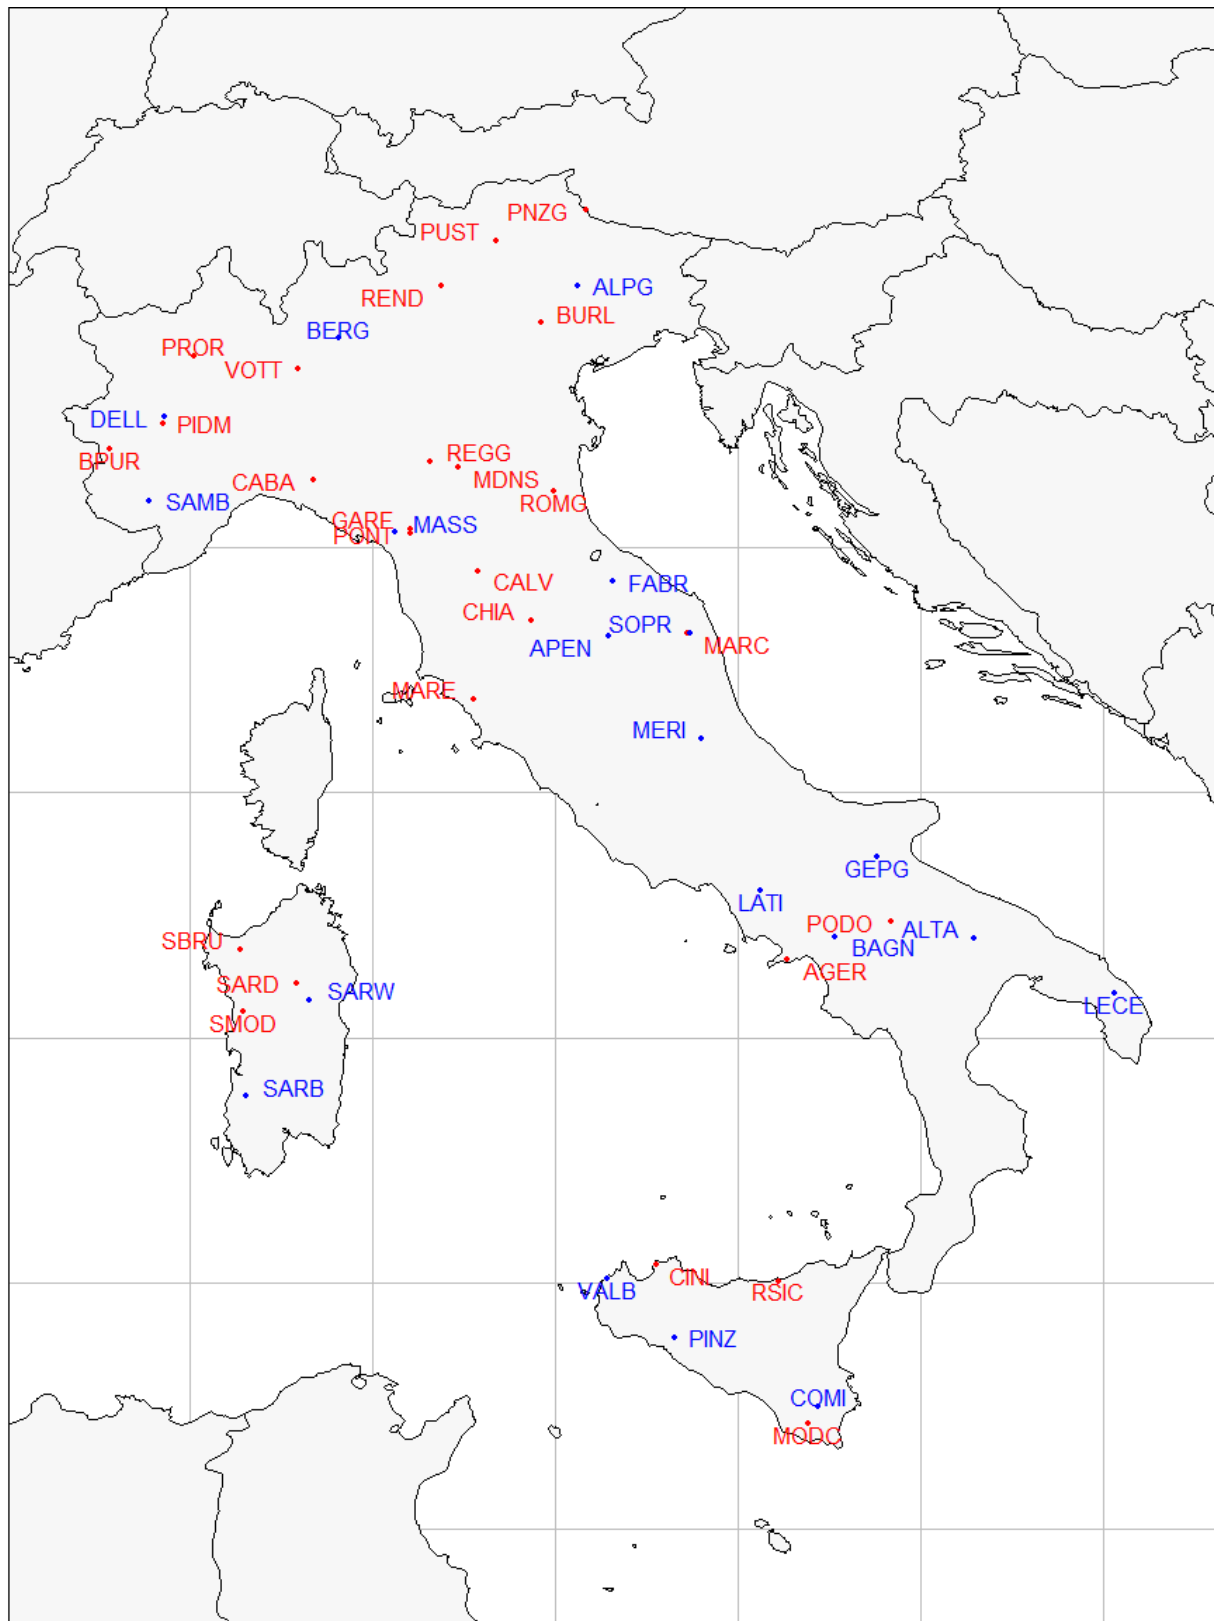 PNZG
PUST
ALPG
REND
BURL
BERG
PROR
VOTT
DELL
PIDM
BPUR
REGG
MDNS
CABA
ROMG
SAMB
GARF
PONT
MASS
CALV
FABR
CHIA
SOPR
APEN
MARC
MARE
MERI
GEPG
LATI
PODO
ALTA
BAGN
SBRU
AGER
SARD
SARW
LECE
SMOD
SARB
CINI
VALB
RSIC
PINZ
COMI
MODC